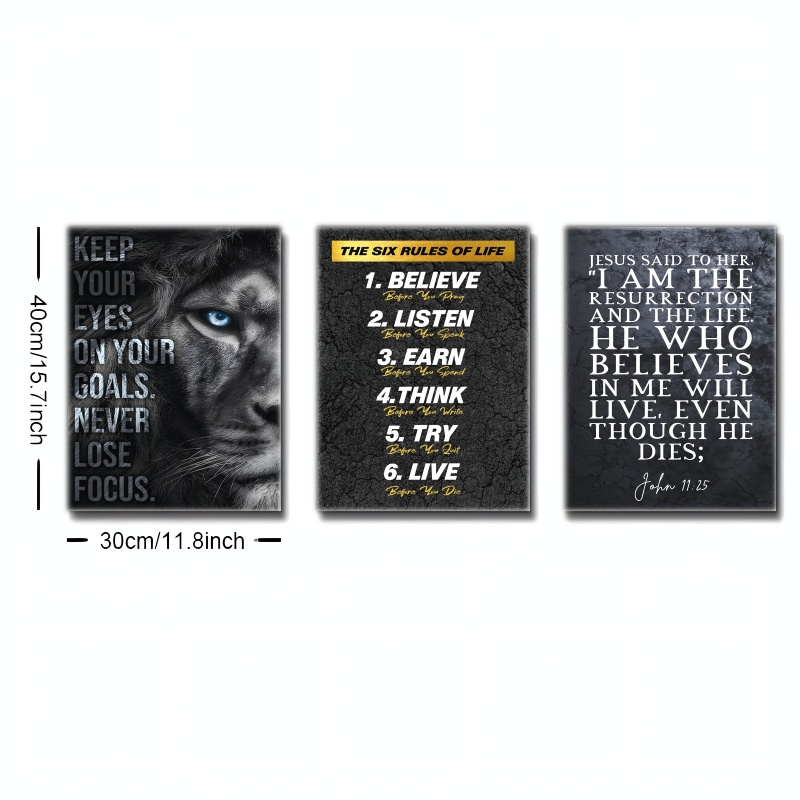 40cm/15.7inch
30cm/11.8inch
KEEP
YOUR
EYES
ON YOUR
GOALS.
NEVER
LOSE
FOCUS.
THE SIX RULES OF LIFE
1. BELIEVE
Before You Pray
2. LISTEN
Before You Speak
3. EARN
Before You Spend
4.THINK
Before You Write
5. TRY
Before You Quit
6. LIVE
Before You Die
JESUS SAID TO HER,
"I AM THE
RESURRECTION
AND THE LIFE.
HE WHO
BELIEVES
IN ME WILL
LIVE, EVEN
THOUGH HE
DIES;
John 11:25